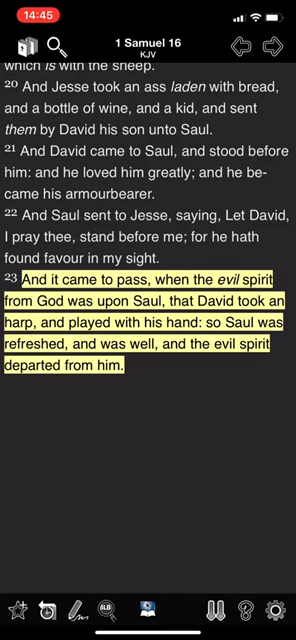 14:45
1 Samuel 16
KJV
which is with the sheep.
20 And Jesse took an ass laden with bread,
and a bottle of wine, and a kid, and sent
them by David his son unto Saul.
21 And David came to Saul, and stood before
him: and he loved him greatly; and he be-
came his armourbearer.
22 And Saul sent to Jesse, saying, Let David,
I pray thee, stand before me; for he hath
found favour in my sight.
23 And it came to pass, when the evil spirit
from God was upon Saul, that David took an
harp, and played with his hand: so Saul was
refreshed, and was well, and the evil spirit
departed from him.
SLB